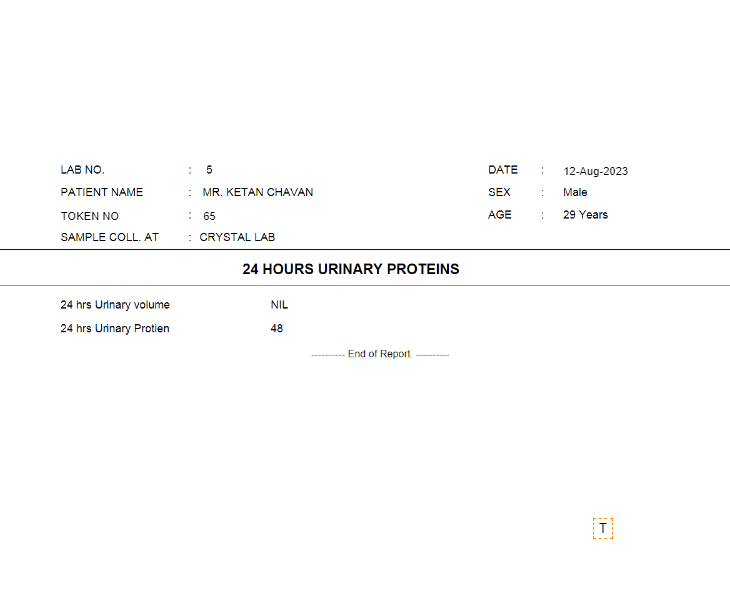 LAB NO. : 5 DATE : 12-Aug-2023
PATIENT NAME : MR. KETAN CHAVAN SEX : Male
TOKEN NO : 65 AGE : 29 Years
SAMPLE COLL. AT : CRYSTAL LAB
24 HOURS URINARY PROTEINS
24 hrs Urinary volume NIL
24 hrs Urinary Protien 48
---------- End of Report. ----------
T